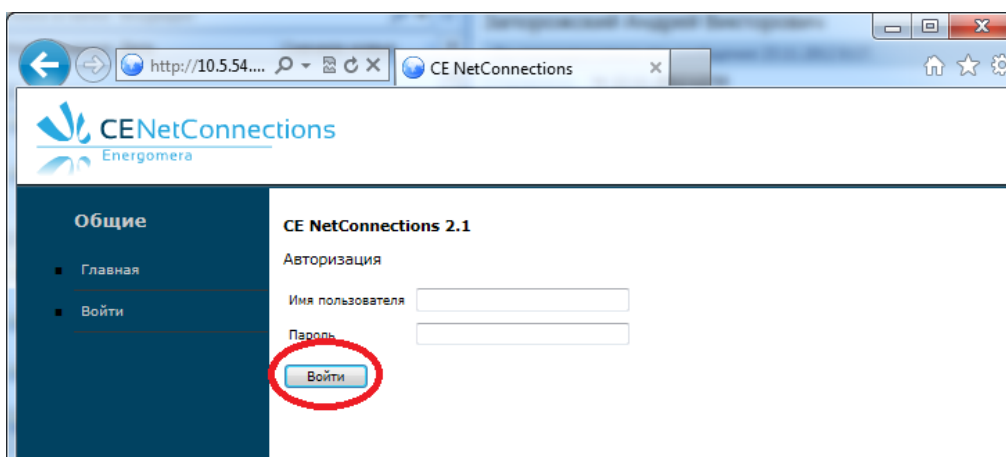 http://10.5.54....
CE NetConnections
CENetConnections
Energomera
Общие
Главная
Войти
CE NetConnections 2.1
Авторизация
Имя пользователя
Пароль
Войти